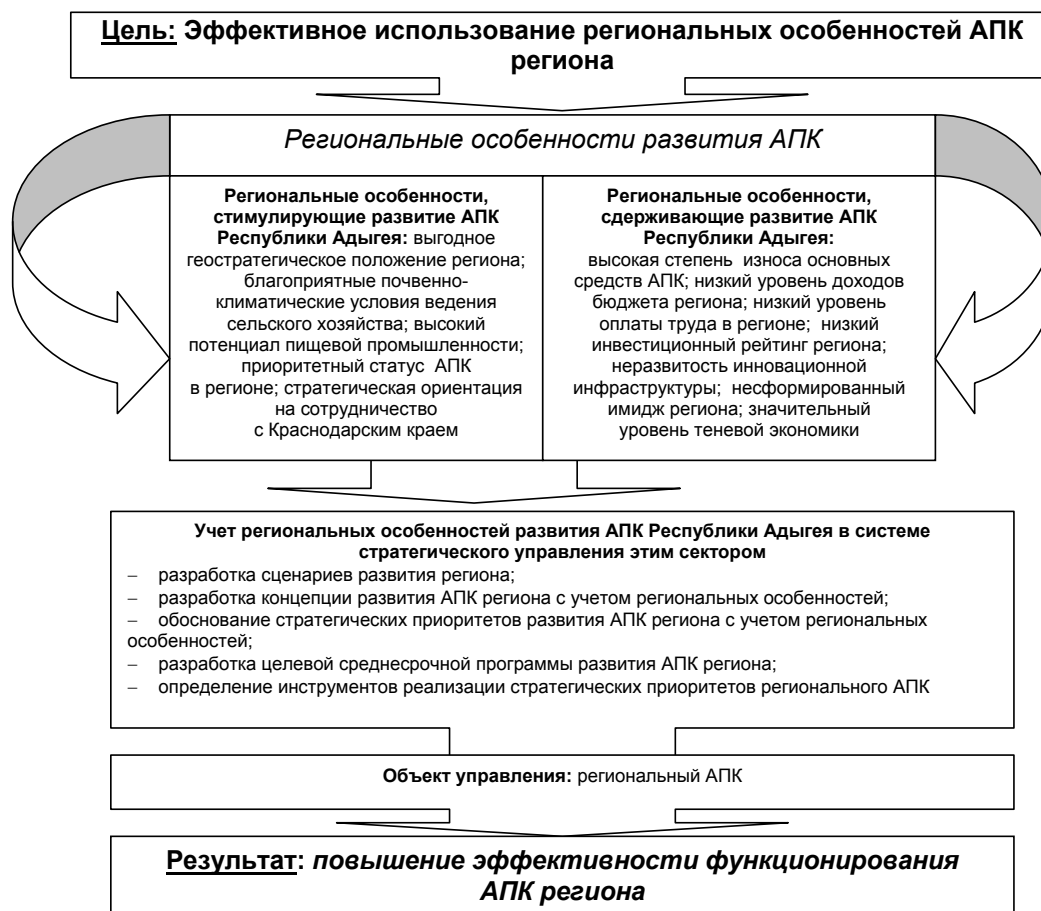 Цель: Эффективное использование региональных особенностей АПК
региона
Региональные особенности развития АПК
Региональные особенности,
стимулирующие развитие АПК
Республики Адыгея: выгодное
геостратегическое положение региона;
благоприятные почвенно-
климатические условия ведения
сельского хозяйства; высокий
потенциал пищевой промышленности;
приоритетный статус АПК
в регионе; стратегическая ориентация
на сотрудничество
с Краснодарским краем
Региональные особенности,
сдерживающие развитие АПК
Республики Адыгея:
высокая степень износа основных
средств АПК; низкий уровень доходов
бюджета региона; низкий уровень
оплаты труда в регионе; низкий
инвестиционный рейтинг региона;
неразвитость инновационной
инфраструктуры; несформированный
имидж региона; значительный
уровень теневой экономики
Учет региональных особенностей развития АПК Республики Адыгея в системе
стратегического управления этим сектором
– разработка сценариев развития региона;
– разработка концепции развития АПК региона с учетом региональных особенностей;
– обоснование стратегических приоритетов развития АПК региона с учетом региональных
особенностей;
– разработка целевой среднесрочной программы развития АПК региона;
– определение инструментов реализации стратегических приоритетов регионального АПК
Объект управления: региональный АПК
Результат: повышение эффективности функционирования
АПК региона